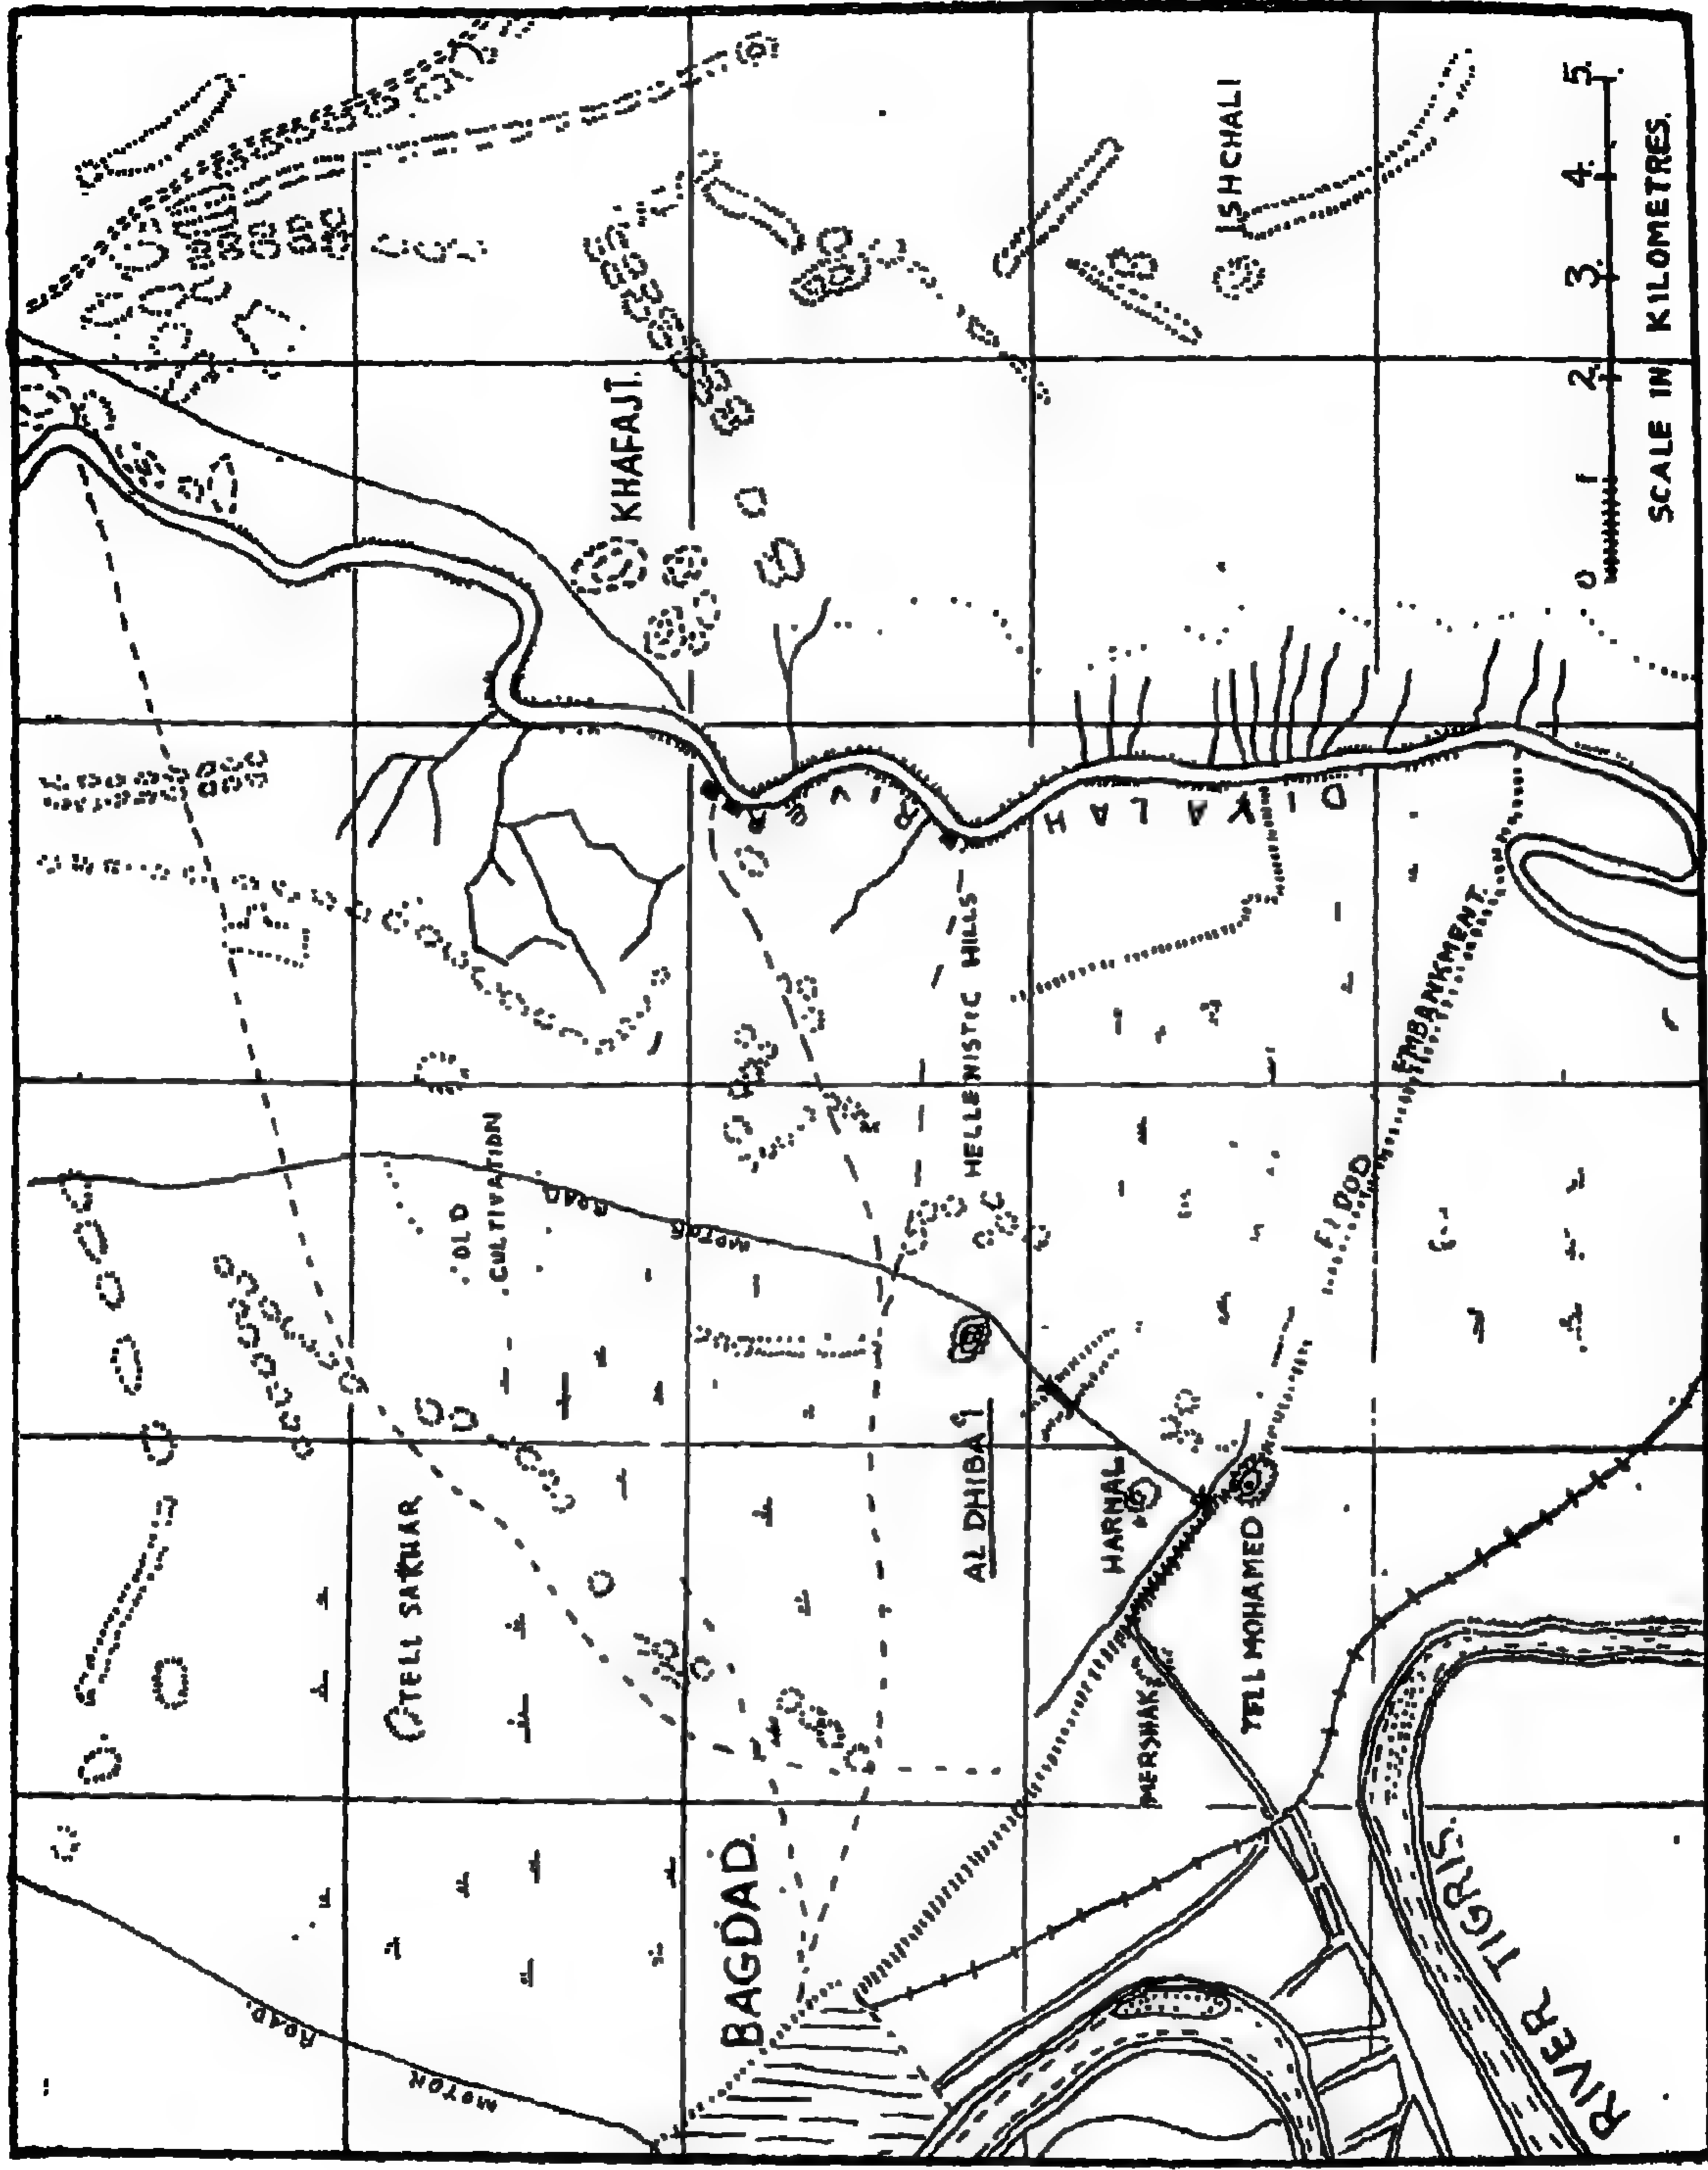 KHAFAJI.
ISHCHALI
RIVER
DIYALAH
OLD
CULTIVATION
MOTOR ROAD
HELLENISTIC HILLS
FLOOD EMBANKMENT.
TELL SAKHAR
AL DHIBA'I
HARMAL
TELL MOHAMED
MERSHAK
BAGDAD.
MOTOR ROAD.
RIVER TIGRIS.
0 1 2 3 4 5.
SCALE IN KILOMETRES.